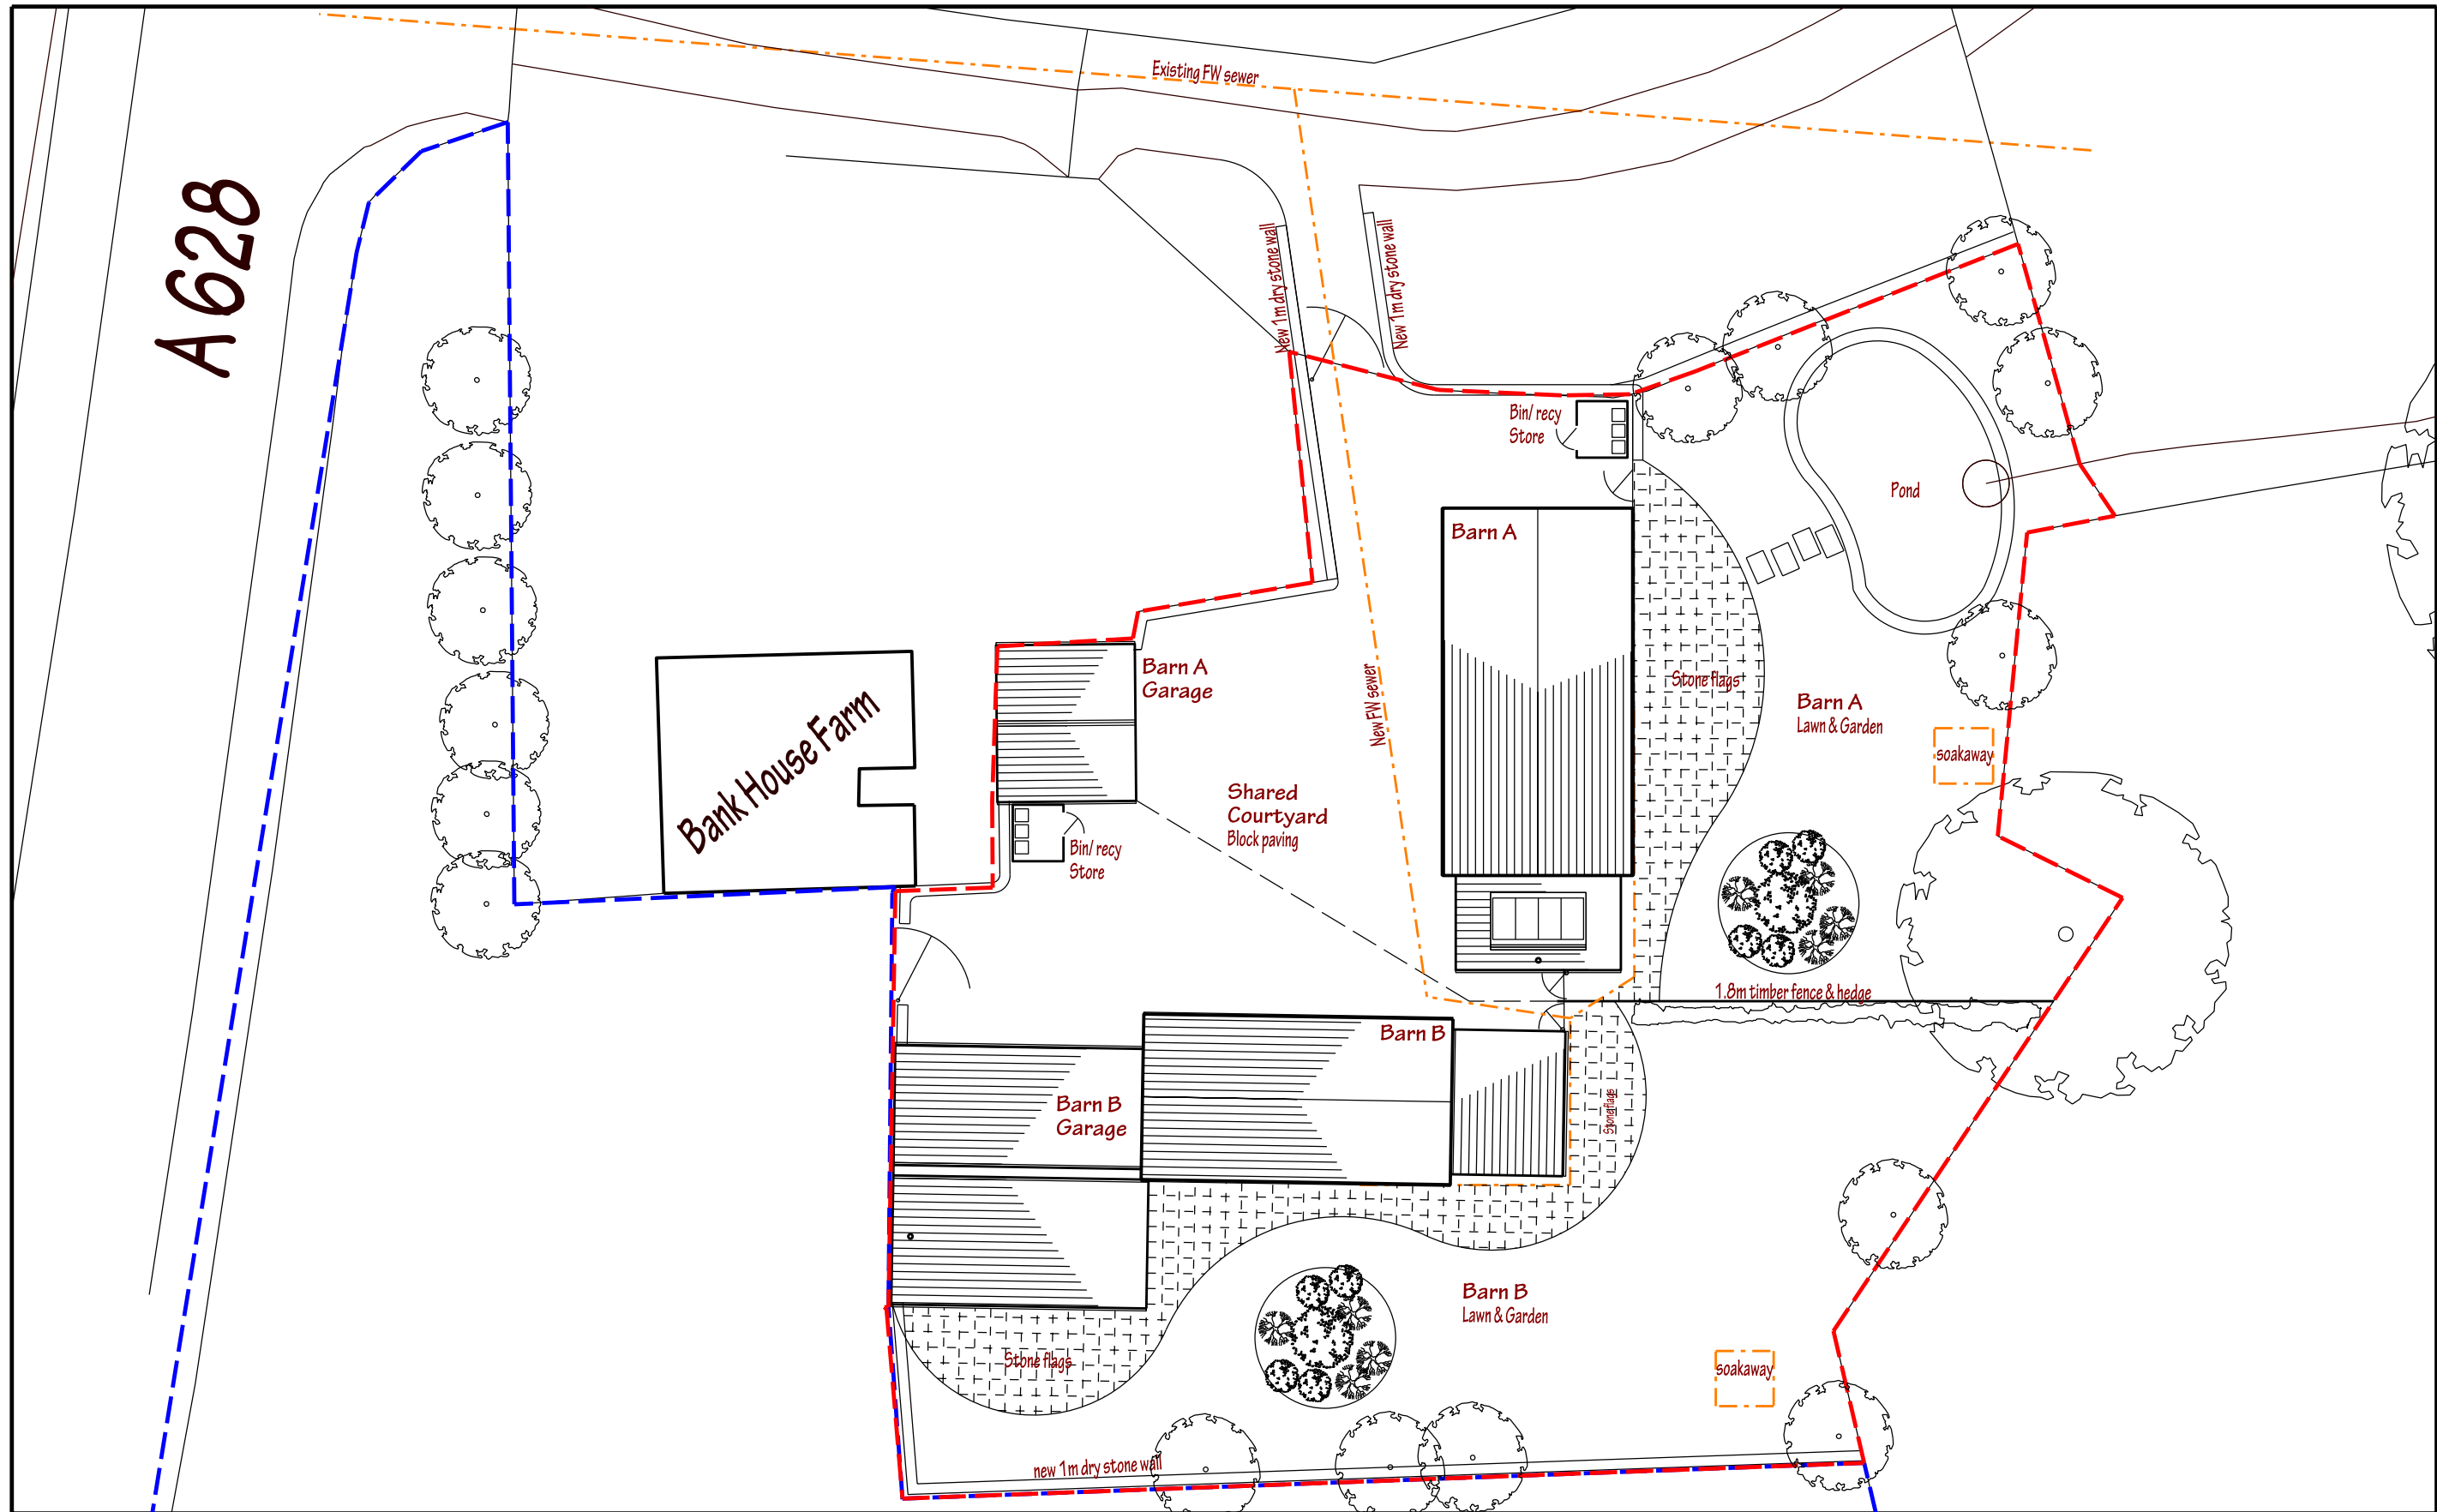 Existing FW sewer
A 628
New 1m dry stone wall
New 1m dry stone wall
Bin/ recy
Store
Barn A
Pond
Barn A
Garage
Stone flags
New FW sewer
Barn A
Lawn & Garden
Bank House Farm
soakaway
Shared
Courtyard
Block paving
Bin/ recy
Store
1.8m timber fence & hedge
Barn B
Barn B
Garage
Stone flags
Barn B
Lawn & Garden
Stone flags
soakaway
new 1m dry stone wall